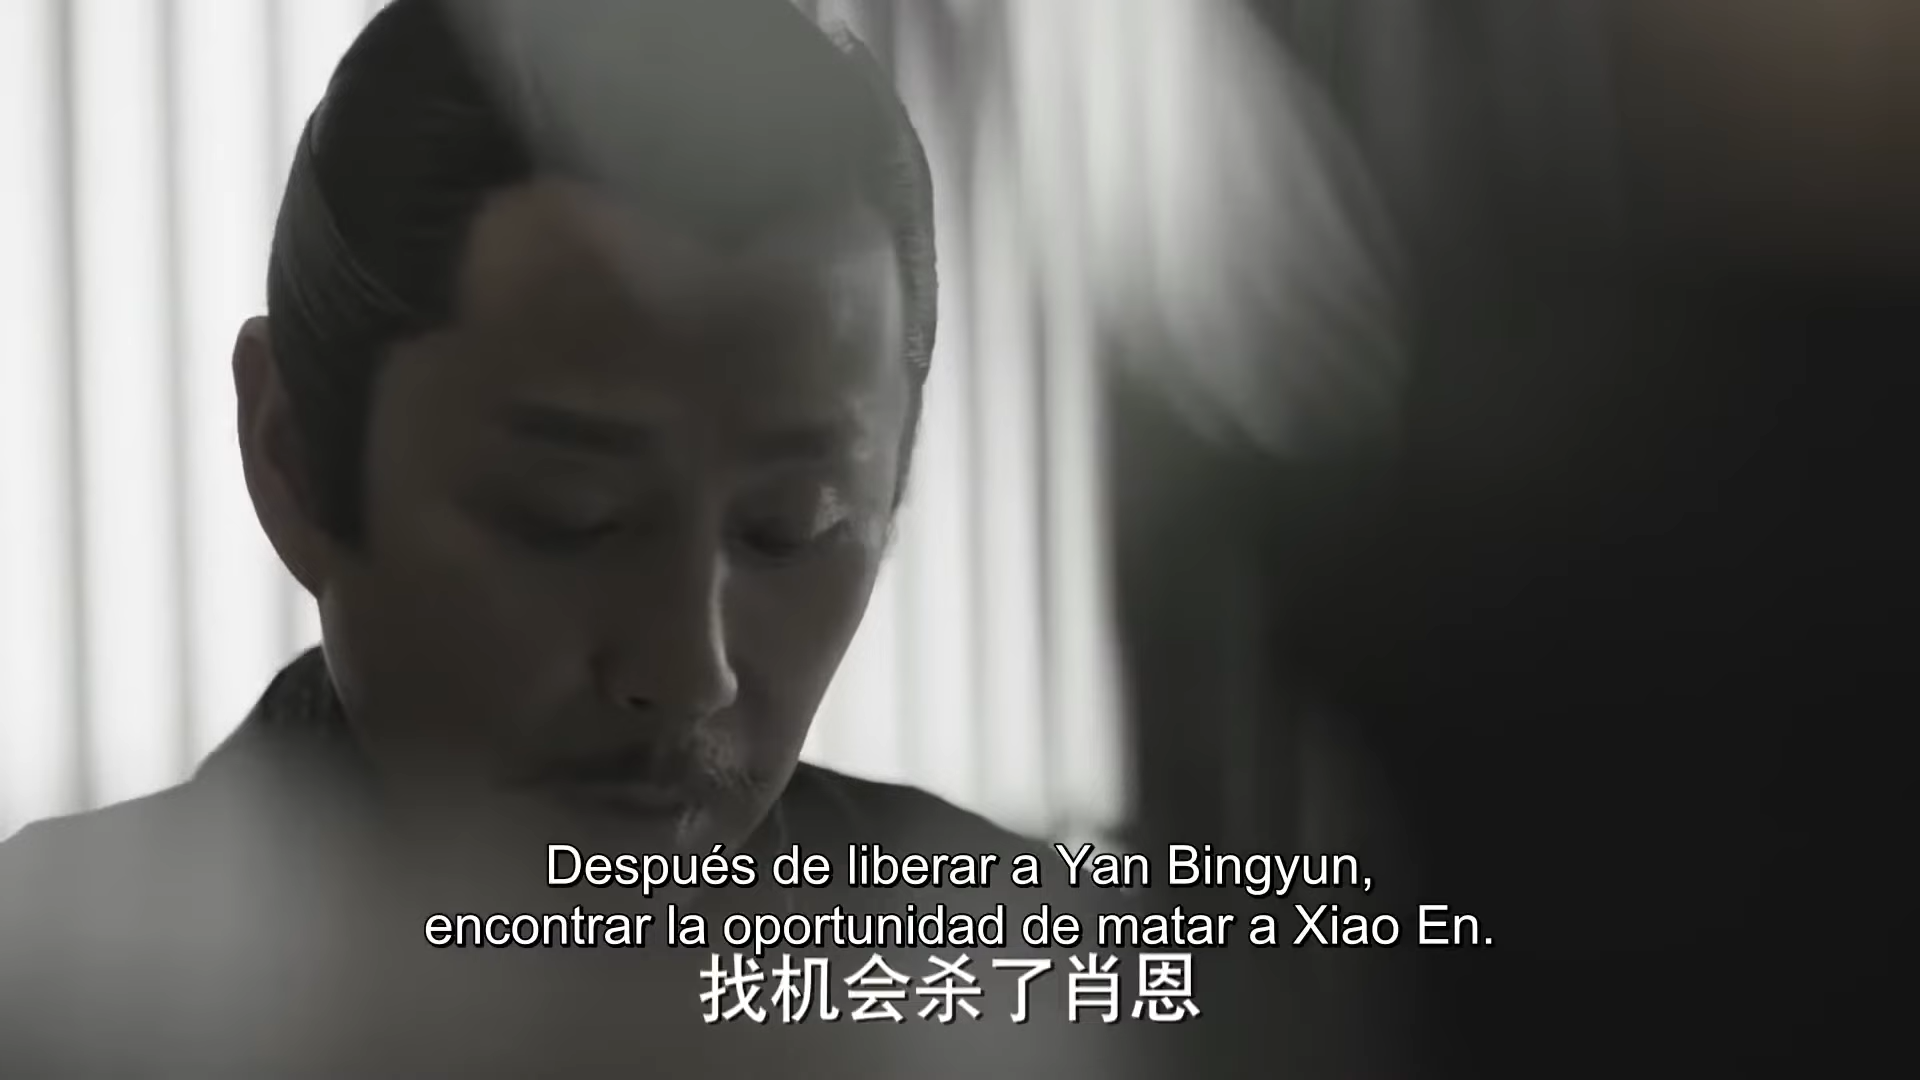 Después de liberar a Yan Bingyun,
encontrar la oportunidad de matar a Xiao En.
找机会杀了肖恩